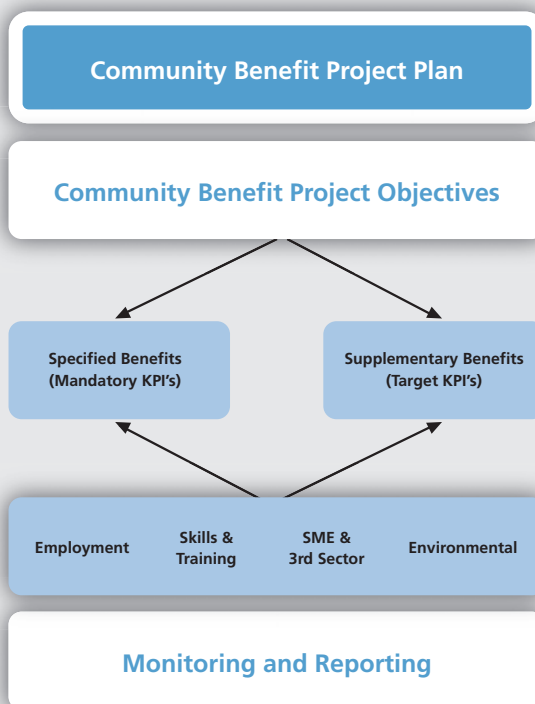 Community Benefit Project Plan
Community Benefit Project Objectives
Specified Benefits
(Mandatory KPI's)
Supplementary Benefits
(Target KPI's)
Employment
Skills &
Training
SME &
3rd Sector
Environmental
Monitoring and Reporting